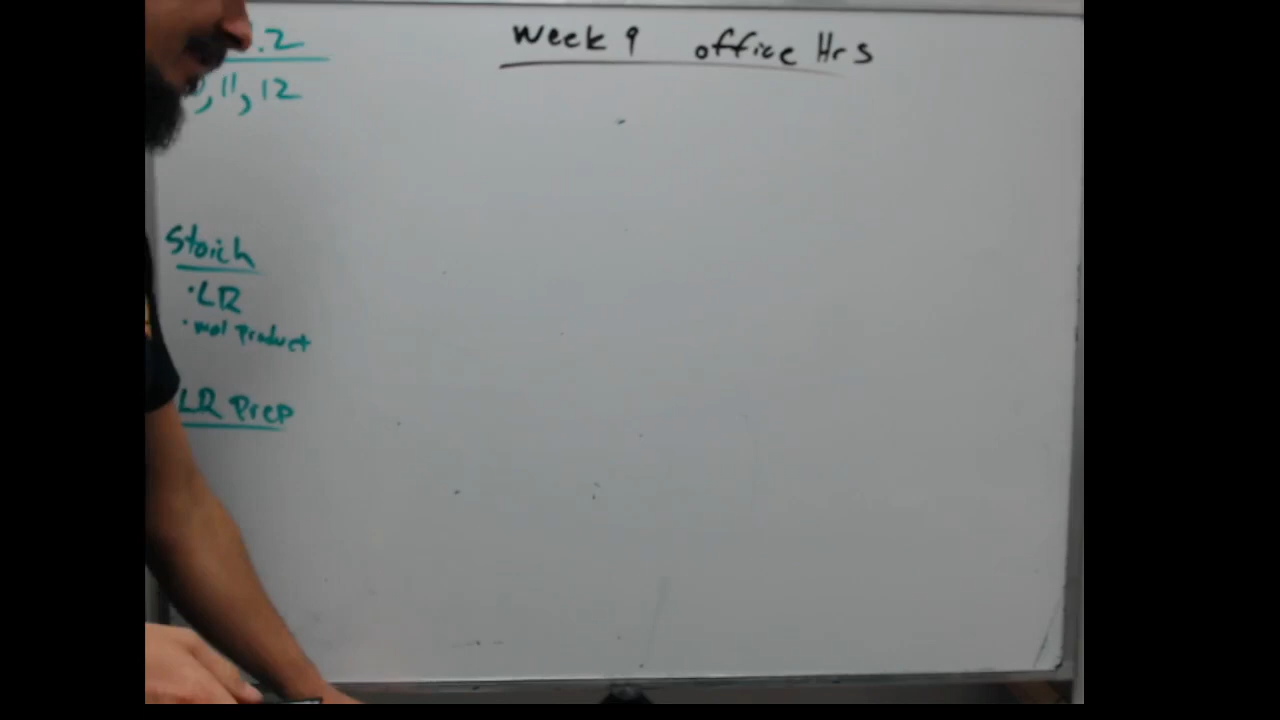 Week 9 office Hrs
.2
, 11, 12
Stoich
·LR
·mol product
LR Prep